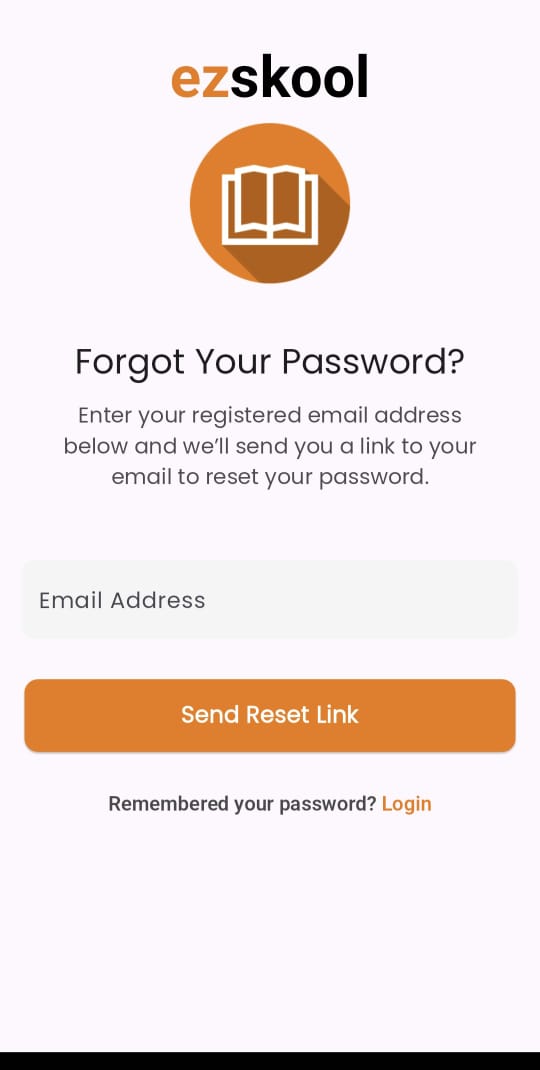 ezskool
Forgot Your Password?
Enter your registered email address
below and we’ll send you a link to your
email to reset your password.
Email Address
Send Reset Link
Remembered your password? Login